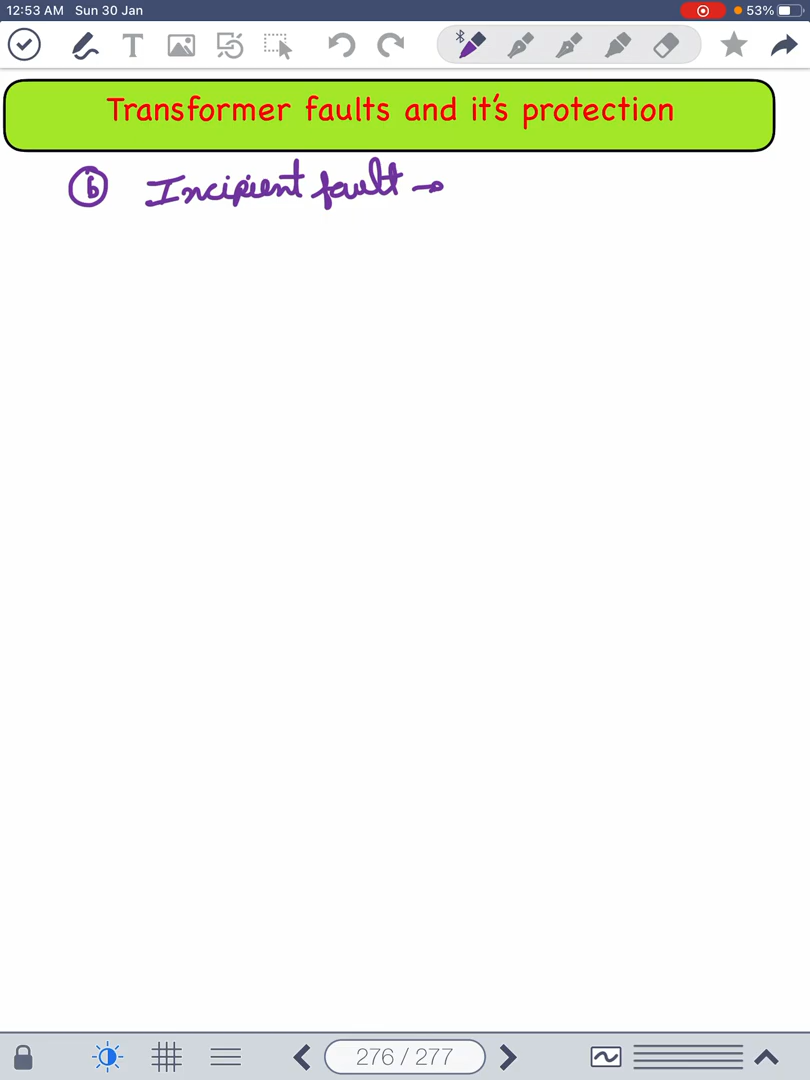 12:53 AM Sun 30 Jan 53%
T
Transformer faults and it's protection
ⓑ Incipient fault →
276 / 277